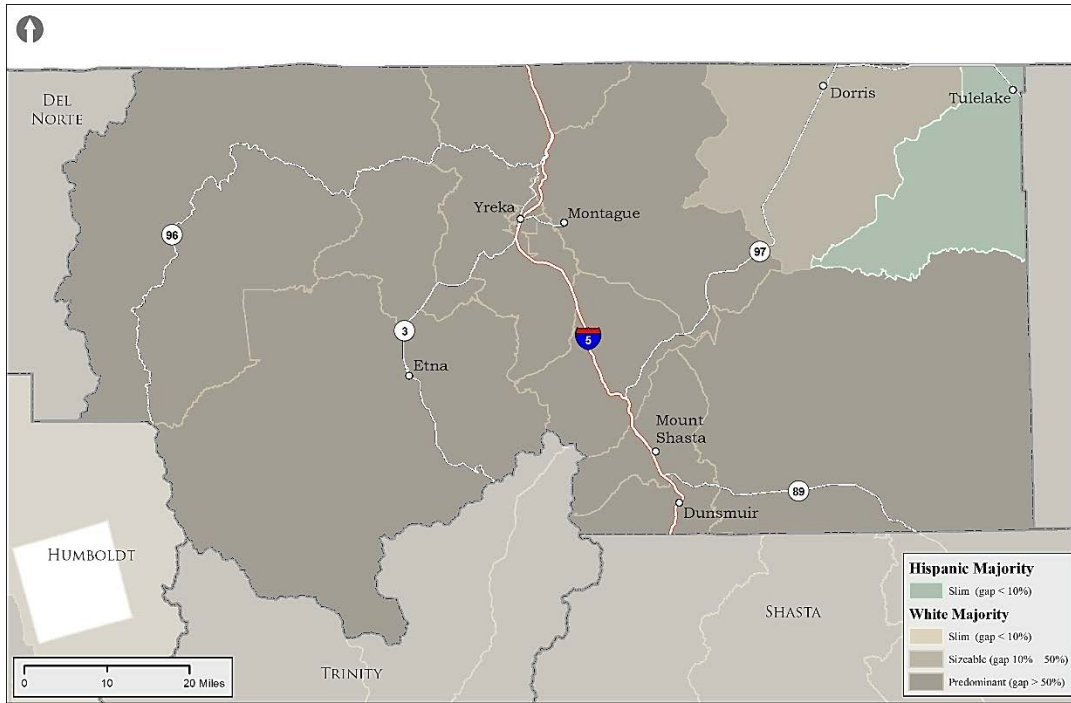 DEL
NORTE
Dorris
Tulelake
Yreka
Montague
96
97
3
5
Etna
Mount
Shasta
89
Dunsmuir
HUMBOLDT
SHASTA
TRINITY
0 10 20 Miles
Hispanic Majority
Slim (gap < 10%)
White Majority
Slim (gap < 10%)
Sizeable (gap 10% 50%)
Predominant (gap > 50%)